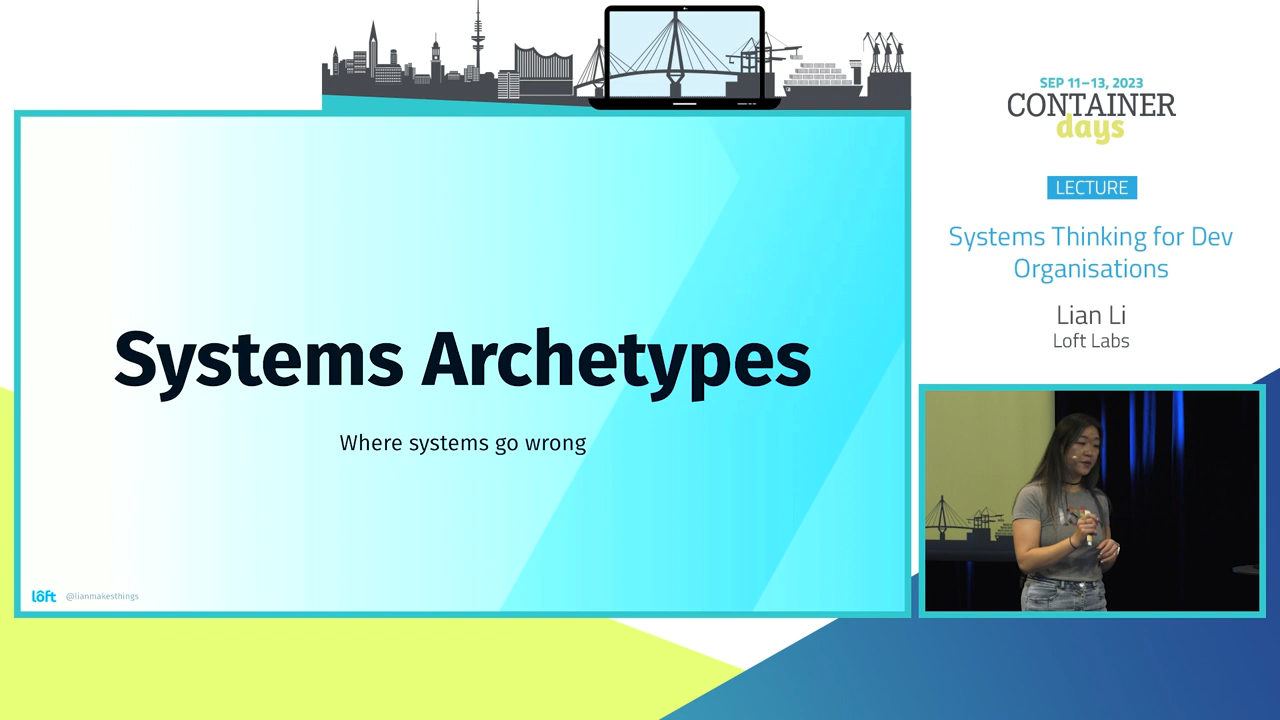 SEP 11–13, 2023
CONTAINER
days
LECTURE
Systems Thinking for Dev
Organisations
Lian Li
Loft Labs
Systems Archetypes
Where systems go wrong
lôft
@lianmakesthings